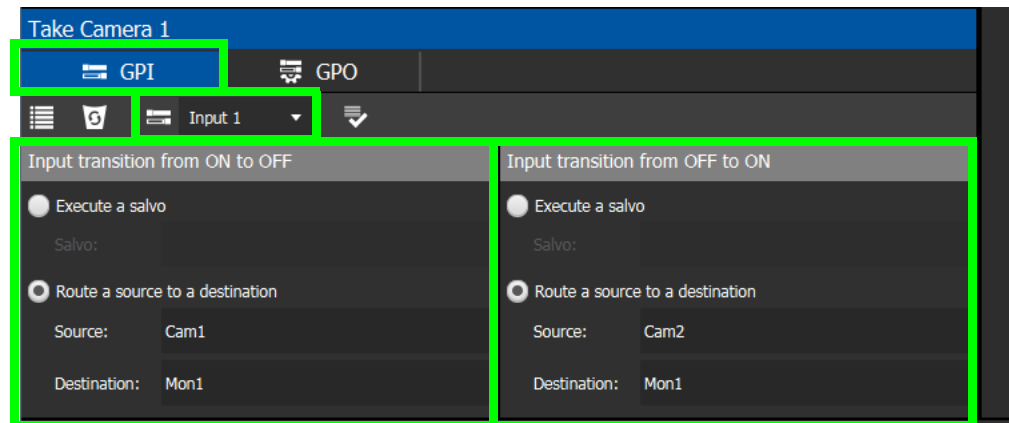 Take Camera 1
GPI
GPO
Input 1
Input transition from ON to OFF
Execute a salvo
Salvo:
Route a source to a destination
Source: Cam1
Destination: Mon1
Input transition from OFF to ON
Execute a salvo
Salvo:
Route a source to a destination
Source: Cam2
Destination: Mon1